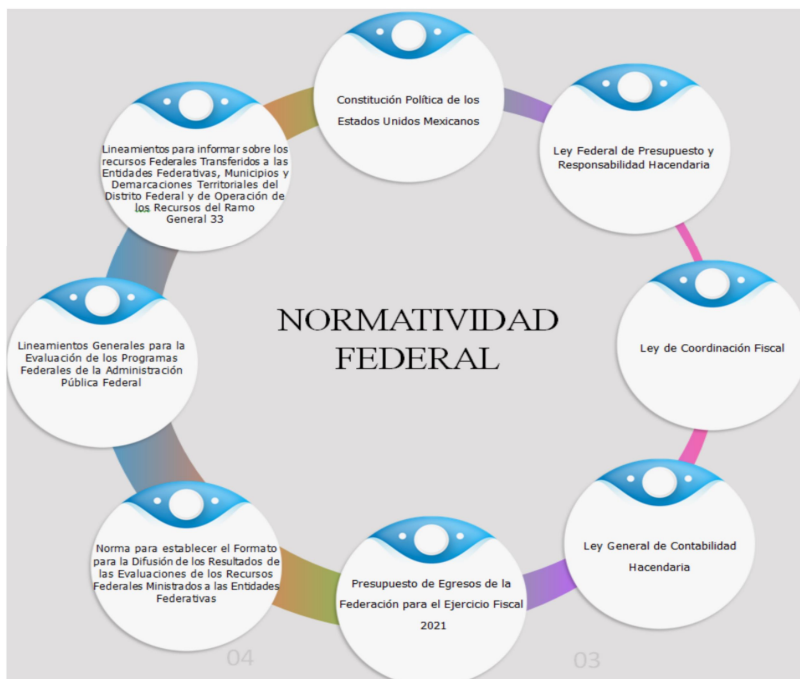 Constitución Política de los
Estados Unidos Mexicanos
Ley Federal de Presupuesto y
Responsabilidad Hacendaria
Ley de Coordinación Fiscal
Ley General de Contabilidad
Hacendaria
Presupuesto de Egresos de la
Federación para el Ejercicio Fiscal
2021
Norma para establecer el Formato
para la Difusión de los Resultados de
las Evaluaciones de los Recursos
Federales Ministrados a las Entidades
Federativas
Lineamientos Generales para la
Evaluación de los Programas
Federales de la Administración
Pública Federal
Lineamientos para informar sobre los
recursos Federales Transferidos a las
Entidades Federativas, Municipios y
Demarcaciones Territoriales del
Distrito Federal y de Operación de
los Recursos del Ramo
General 33
NORMATIVIDAD
FEDERAL
04
03